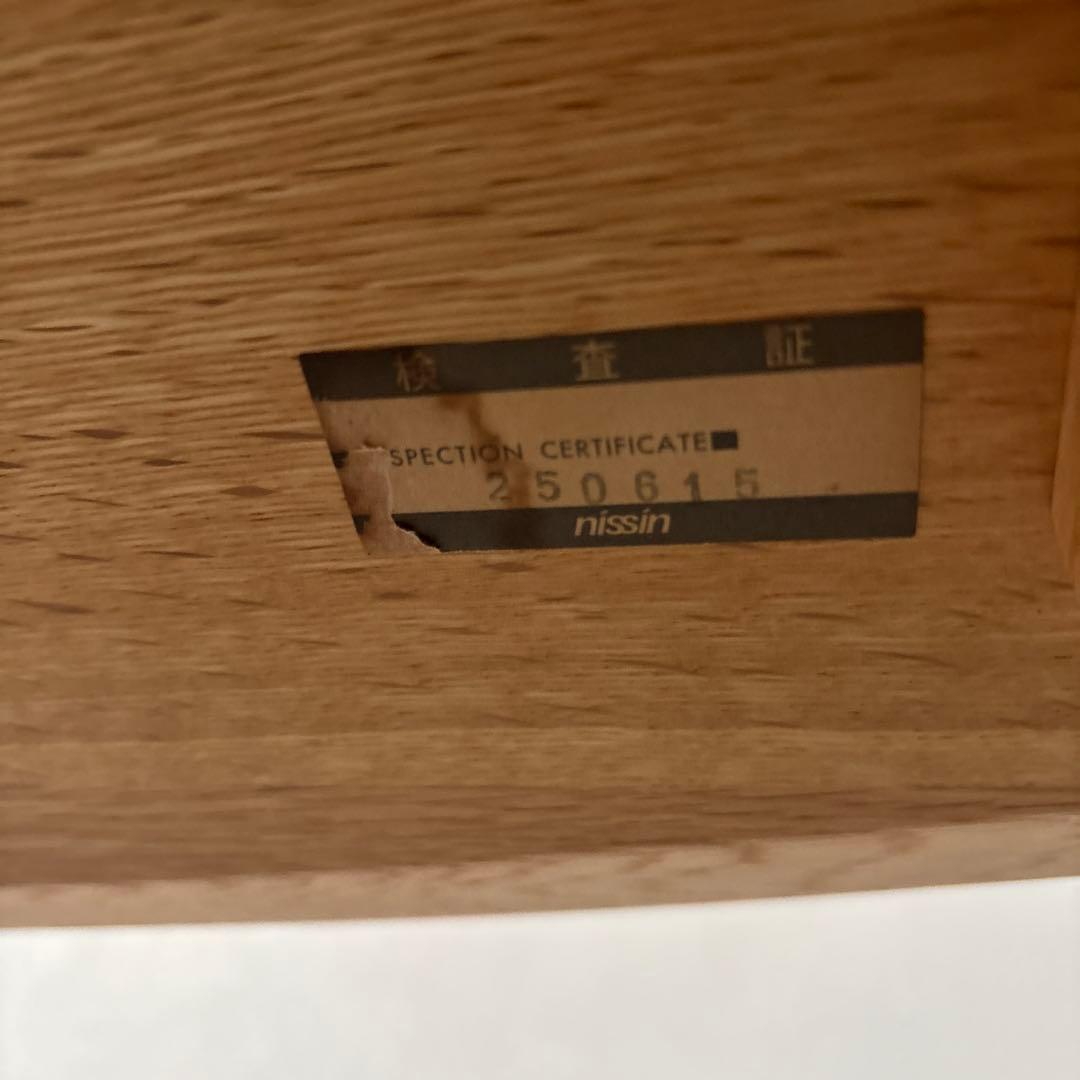 検査証
SPECTION CERTIFICATE
250615
nissin